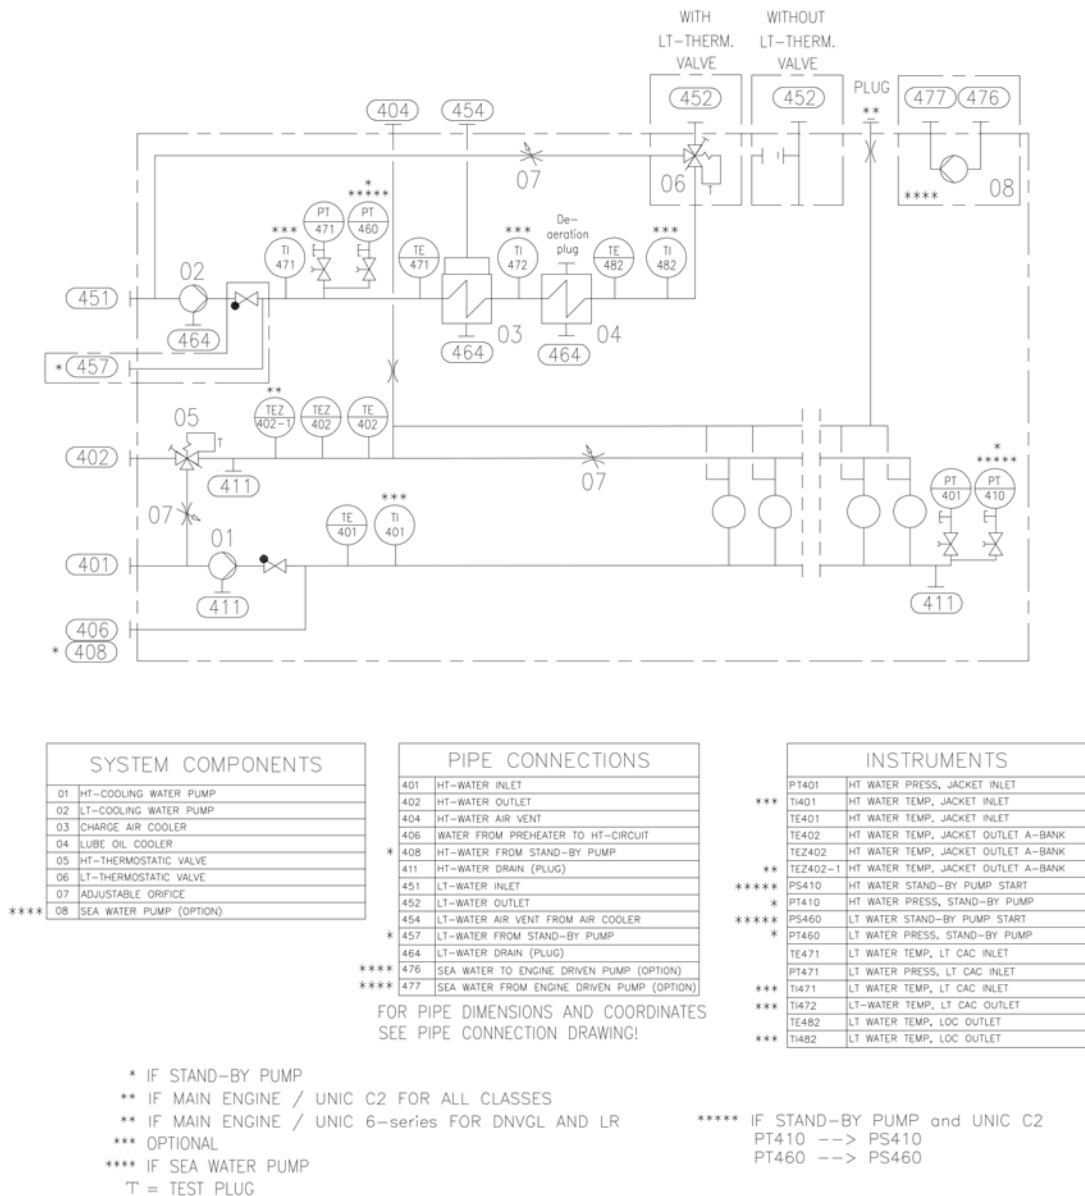 WITH
LT-THERM.
VALVE
WITHOUT
LT-THERM.
VALVE
404
454
452
452
PLUG
**
477
476
****
08
07
06
T
*
*****
***
PT
471
PT
460
TI
471
TE
471
***
TI
472
De-
aeration
plug
TE
482
***
TI
482
02
451
464
03
464
04
464
* 457
05
T
**
TEZ
402-1
TEZ
402
TE
402
402
411
07
*
*****
PT
401
PT
410
07
01
TE
401
***
TI
401
401
411
411
406
* 408
SYSTEM COMPONENTS
01 HT-COOLING WATER PUMP
02 LT-COOLING WATER PUMP
03 CHARGE AIR COOLER
04 LUBE OIL COOLER
05 HT-THERMOSTATIC VALVE
06 LT-THERMOSTATIC VALVE
07 ADJUSTABLE ORIFICE
**** 08 SEA WATER PUMP (OPTION)
PIPE CONNECTIONS
401 HT-WATER INLET
402 HT-WATER OUTLET
404 HT-WATER AIR VENT
406 WATER FROM PREHEATER TO HT-CIRCUIT
* 408 HT-WATER FROM STAND-BY PUMP
411 HT-WATER DRAIN (PLUG)
451 LT-WATER INLET
452 LT-WATER OUTLET
454 LT-WATER AIR VENT FROM AIR COOLER
* 457 LT-WATER FROM STAND-BY PUMP
464 LT-WATER DRAIN (PLUG)
**** 476 SEA WATER TO ENGINE DRIVEN PUMP (OPTION)
**** 477 SEA WATER FROM ENGINE DRIVEN PUMP (OPTION)
FOR PIPE DIMENSIONS AND COORDINATES
SEE PIPE CONNECTION DRAWING!
INSTRUMENTS
PT401 HT WATER PRESS, JACKET INLET
*** TI401 HT WATER TEMP, JACKET INLET
TE401 HT WATER TEMP, JACKET INLET
TE402 HT WATER TEMP, JACKET OUTLET A-BANK
TEZ402 HT WATER TEMP, JACKET OUTLET A-BANK
** TEZ402-1 HT WATER TEMP, JACKET OUTLET A-BANK
***** PS410 HT WATER STAND-BY PUMP START
* PT410 HT WATER PRESS, STAND-BY PUMP
***** PS460 LT WATER STAND-BY PUMP START
* PT460 LT WATER PRESS, STAND-BY PUMP
TE471 LT WATER TEMP, LT CAC INLET
PT471 LT WATER PRESS, LT CAC INLET
*** TI471 LT WATER TEMP, LT CAC INLET
*** TI472 LT-WATER TEMP, LT CAC OUTLET
TE482 LT WATER TEMP, LOC OUTLET
*** TI482 LT WATER TEMP, LOC OUTLET
* IF STAND-BY PUMP
** IF MAIN ENGINE / UNIC C2 FOR ALL CLASSES
** IF MAIN ENGINE / UNIC 6-series FOR DNVGL AND LR
*** OPTIONAL
**** IF SEA WATER PUMP
T = TEST PLUG
***** IF STAND-BY PUMP and UNIC C2
PT410 --> PS410
PT460 --> PS460